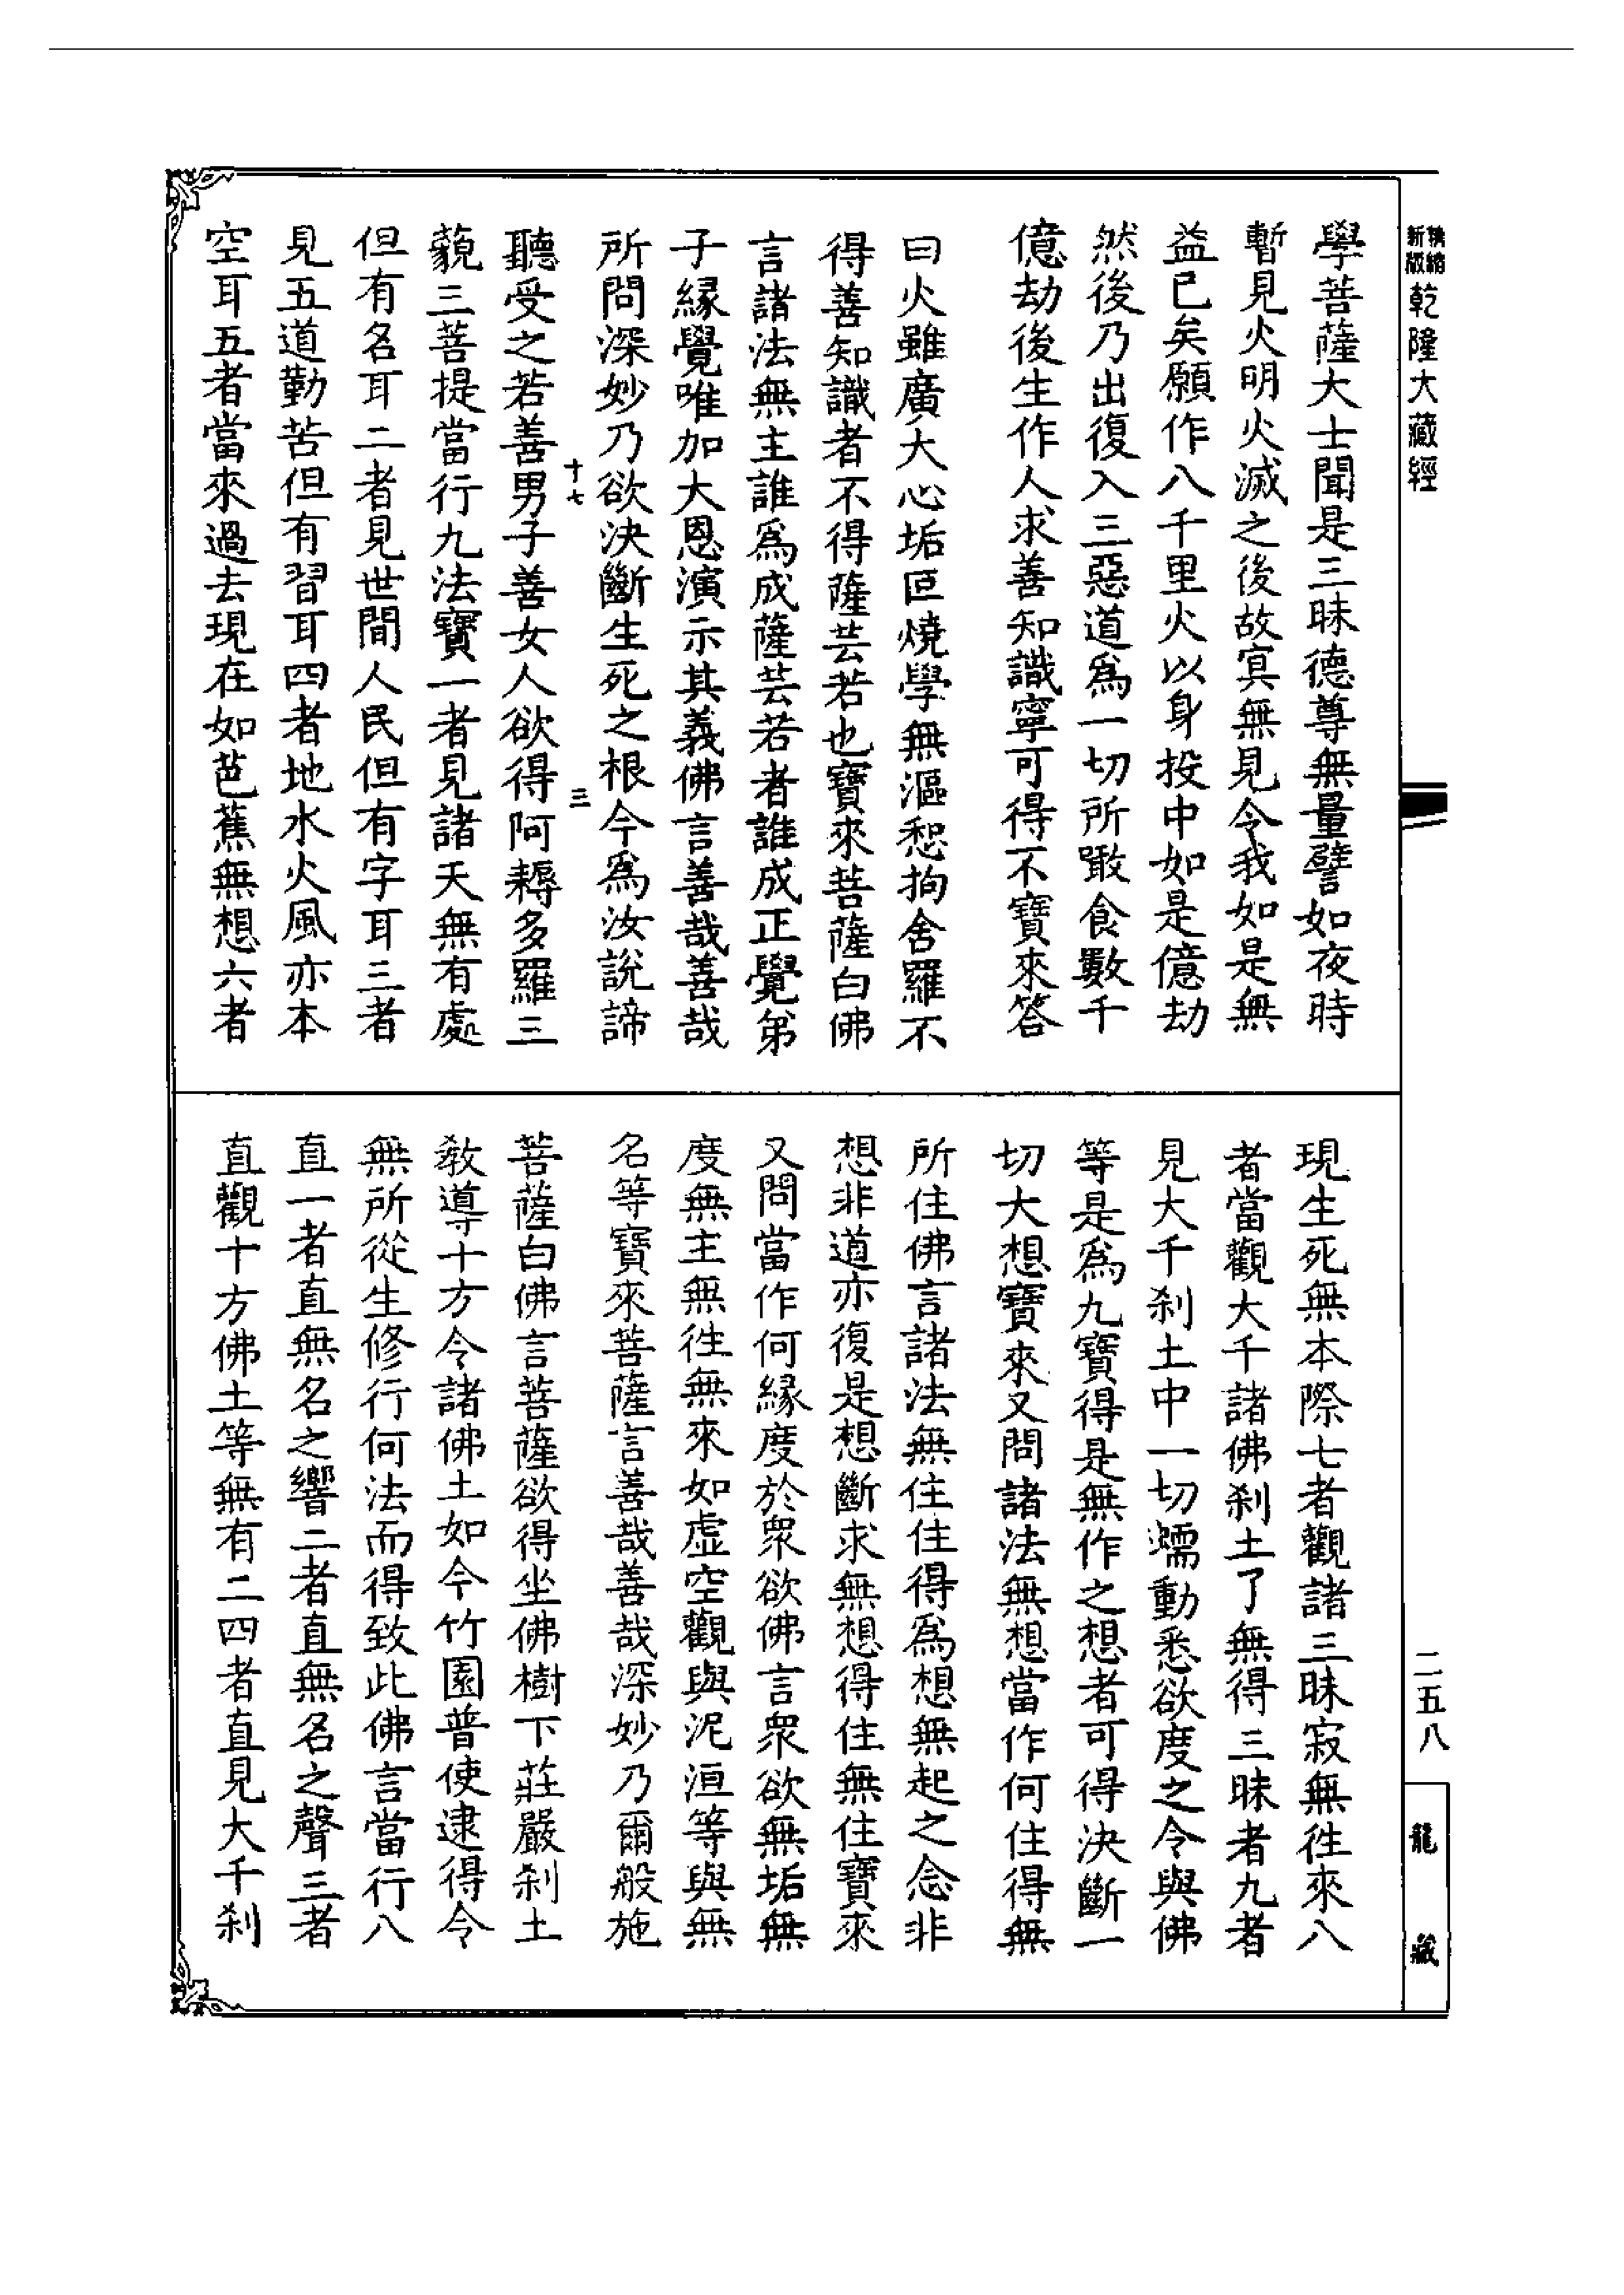 精縮新版乾隆大藏經
學菩薩大士聞是三昧德尊無量譬如夜時
暫見火明火滅之後故冥無見令我如是無
益已矣願作八千里火以身投中如是億劫
然後乃出復入三惡道爲一切所噉食數千
億劫後生作人求善知識寧可得不寶來答
曰火雖廣大心垢叵燒學無漚惒拘舍羅不
得善知識者不得薩芸若也寶來菩薩白佛
言諸法無主誰爲成薩芸若者誰成正覺弟
子緣覺唯加大恩演示其義佛言善哉善哉
所問深妙乃欲決斷生死之根今爲汝說諦
十七 三
聽受之若善男子善女人欲得阿耨多羅三
藐三菩提當行九法寶一者見諸天無有處
但有名耳二者見世間人民但有字耳三者
見五道勤苦但有習耳四者地水火風亦本
空耳五者當來過去現在如芭蕉無想六者
現生死無本際七者觀諸三昧寂無徃來八
者當觀大千諸佛剎土了無得三昧者九者
見大千剎土中一切蠕動悉欲度之令與佛
等是爲九寶得是無作之想者可得決斷一
切大想寶來又問諸法無想當作何住得無
所住佛言諸法無住住得爲想無起之念非
想非道亦復是想斷求無想得住無住寶來
又問當作何緣度於眾欲佛言眾欲無垢無
度無主無徃無來如虛空觀與泥洹等與無
名等寶來菩薩言善哉善哉深妙乃爾般施
菩薩白佛言菩薩欲得坐佛樹下莊嚴剎土
教導十方令諸佛土如今竹園普使逮得令
無所從生修行何法而得致此佛言當行八
直一者直無名之響二者直無名之聲三者
直觀十方佛土等無有二四者直見大千剎
二五八
龍藏